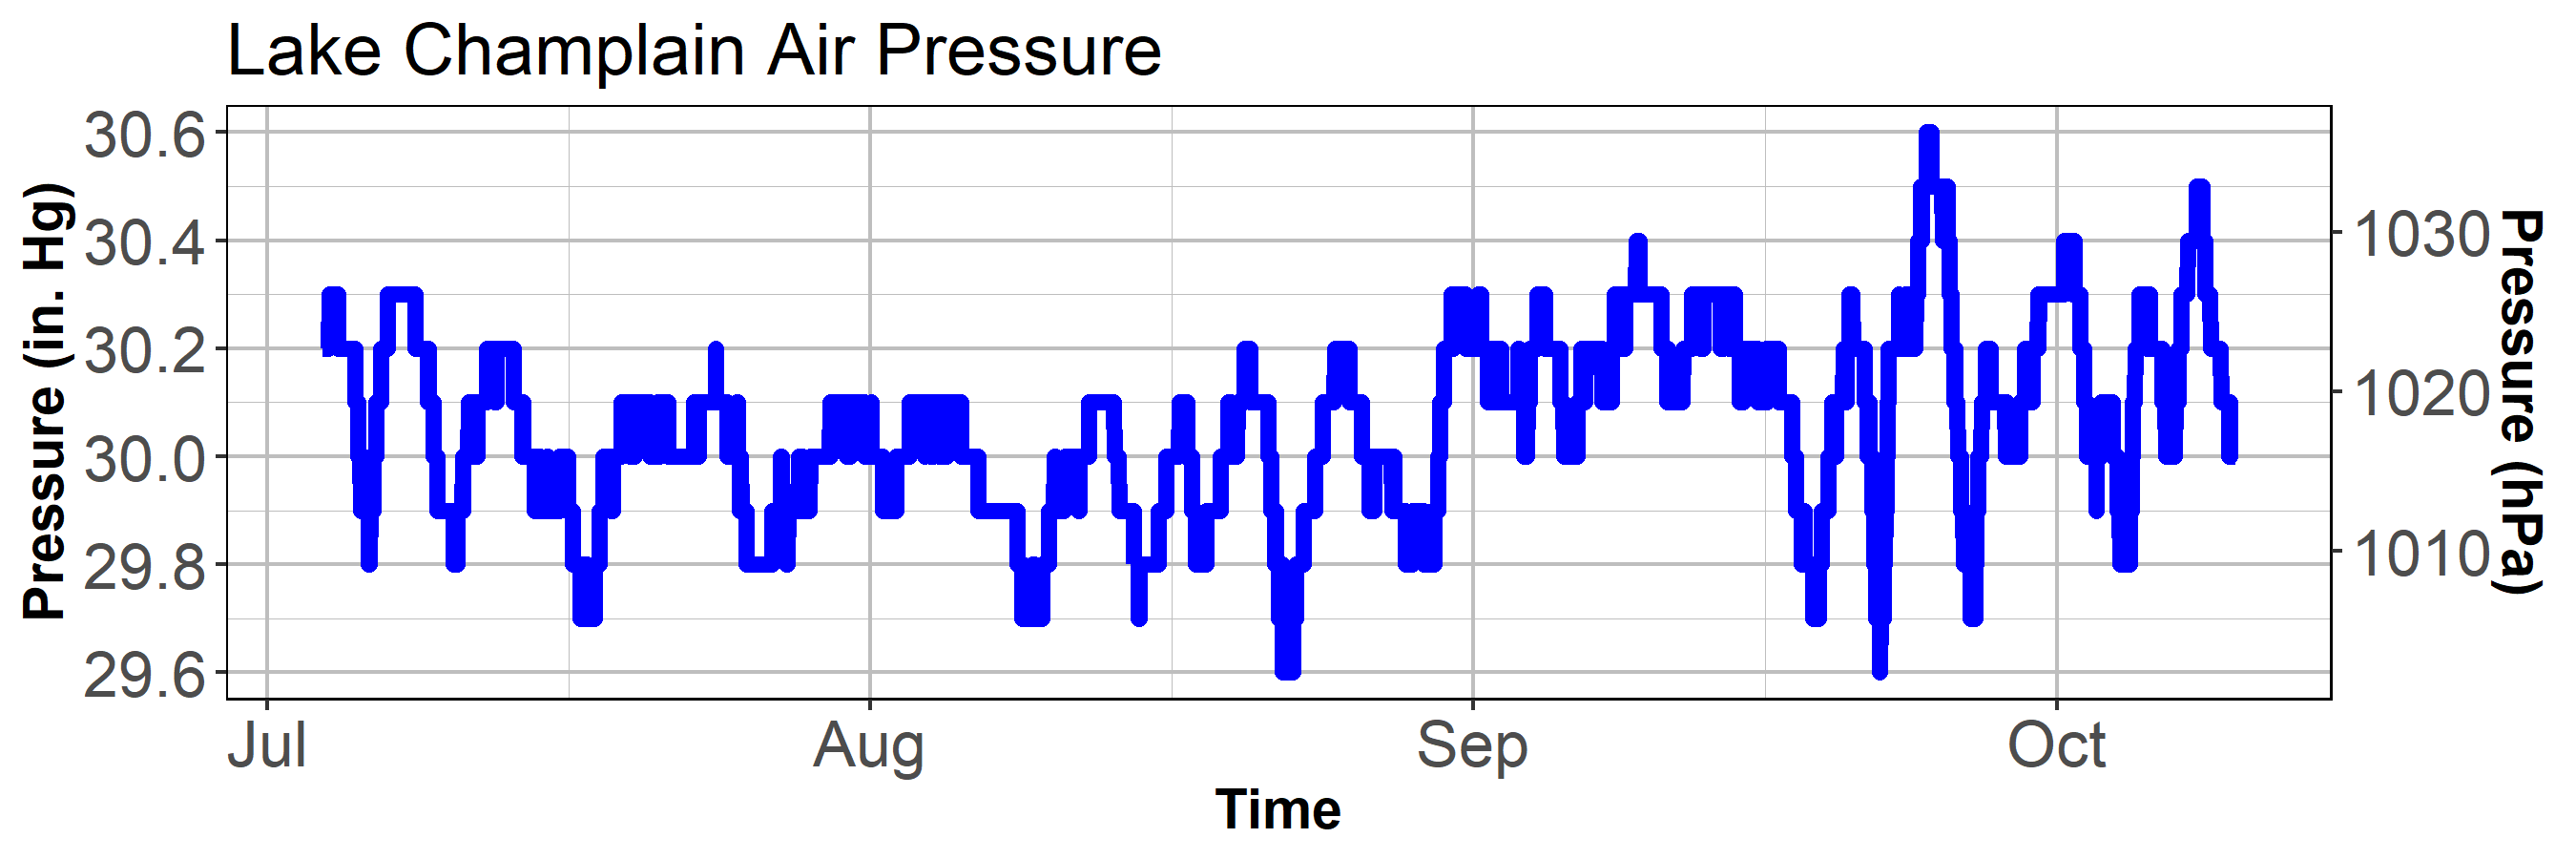 Lake Champlain Air Pressure
Pressure (in. Hg)
30.6
30.4
30.2
30.0
29.8
29.6
1030
1020
1010
Pressure (hPa)
Jul
Aug
Sep
Oct
Time